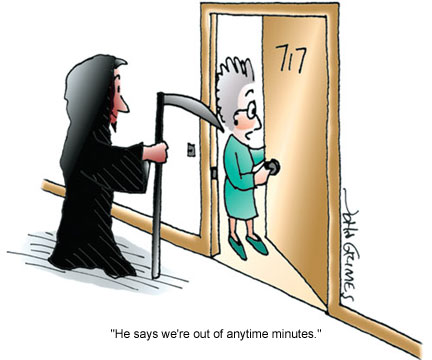 717
JOHN GRIMES
"He says we're out of anytime minutes."